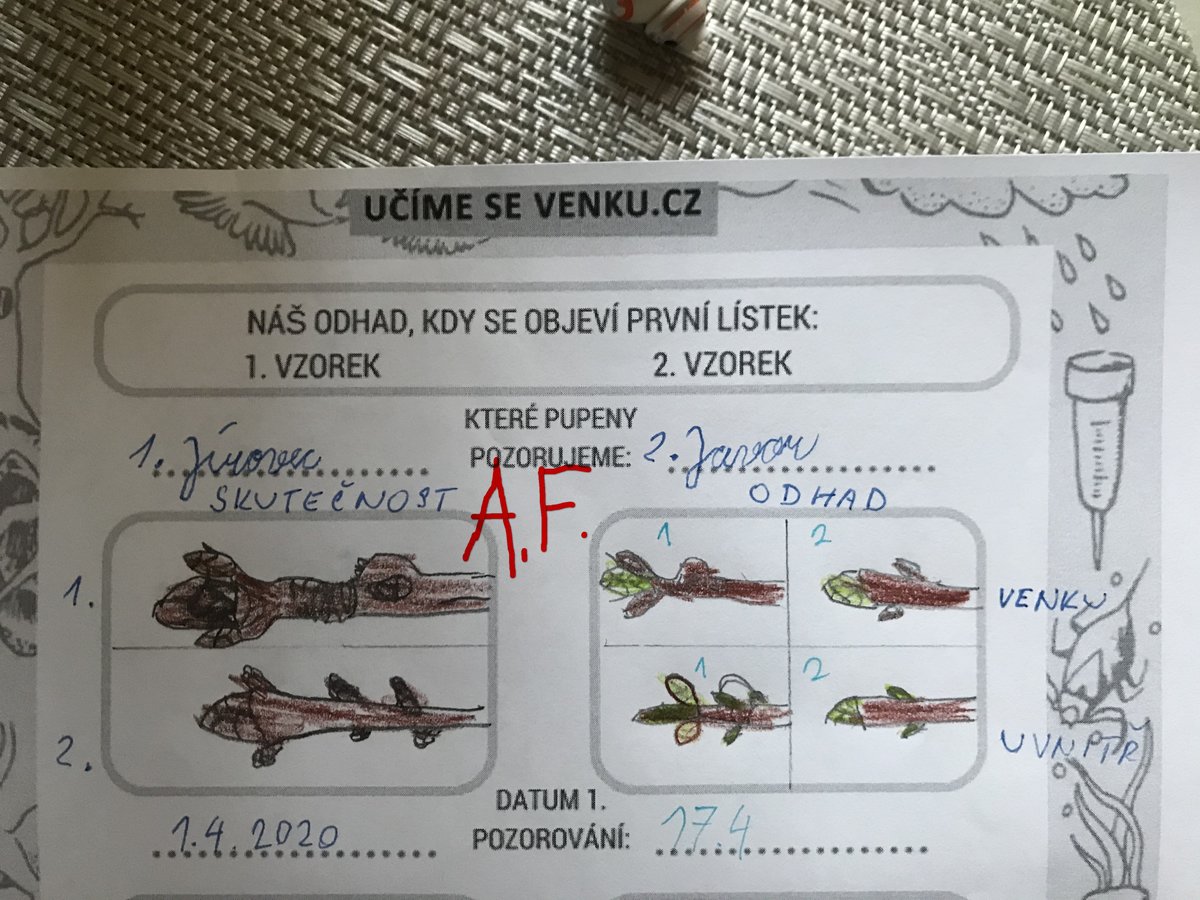 UČÍME SE VENKU.CZ
NÁŠ ODHAD, KDY SE OBJEVÍ PRVNÍ LÍSTEK:
1. VZOREK 2. VZOREK
KTERÉ PUPENY
1. Jírovec POZOROUJEME: 2. Javor
SKUTEČNOST A.F. ODHAD
1 2
1. VENKU
1 2
2. UVNITŘ
DATUM 1.
1.4.2020 POZOROVÁNÍ: 17.4